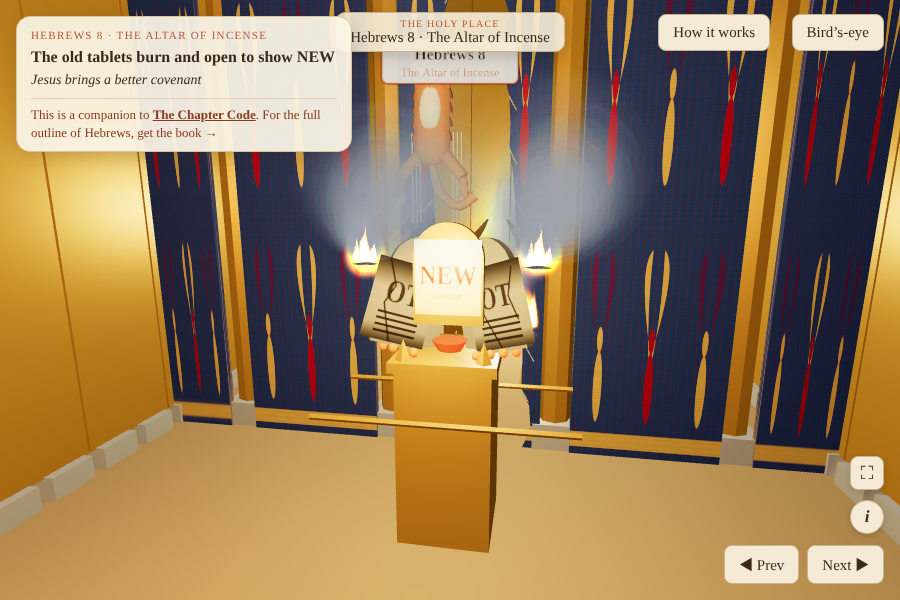 HEBREWS 8 · THE ALTAR OF INCENSE
The old tablets burn and open to show NEW
Jesus brings a better covenant
This is a companion to The Chapter Code. For the full
outline of Hebrews, get the book →
THE HOLY PLACE
Hebrews 8 · The Altar of Incense
Hebrews 8
The Altar of Incense
How it works
Bird's-eye
OT
NEW
OT
i
◀ Prev
Next ▶